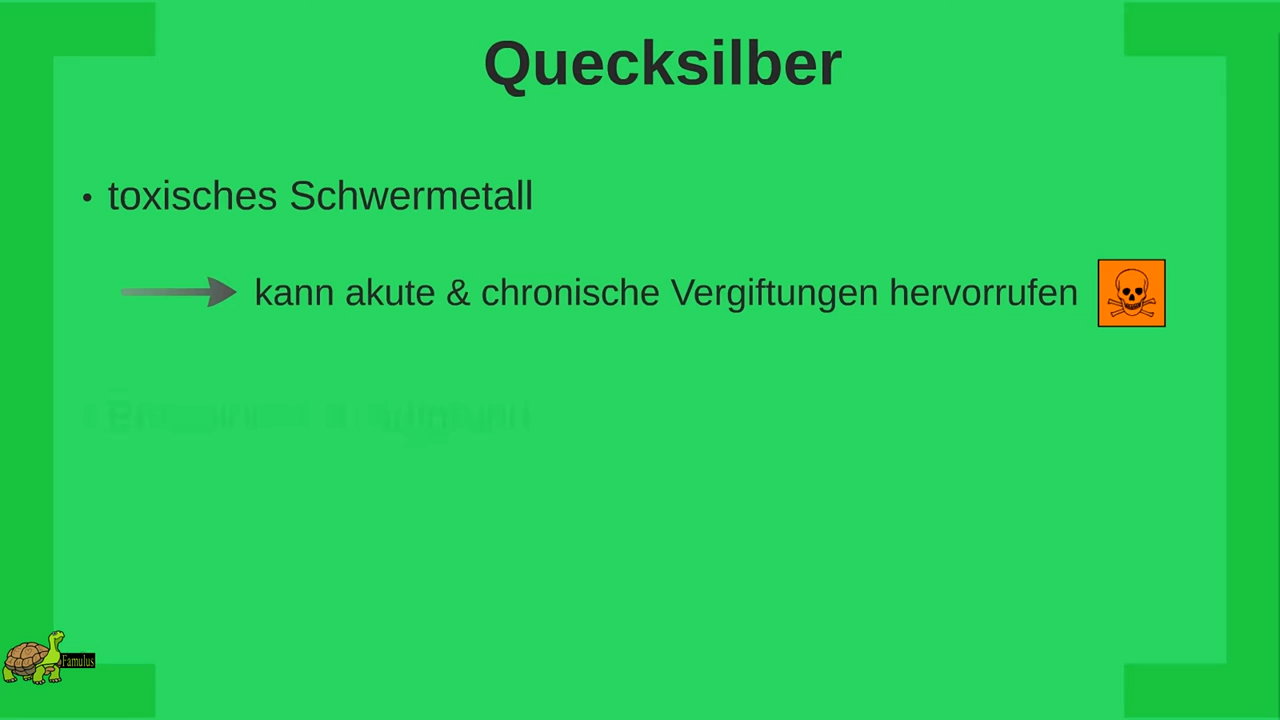 Quecksilber
• toxisches Schwermetall
kann akute & chronische Vergiftungen hervorrufen
Famulus